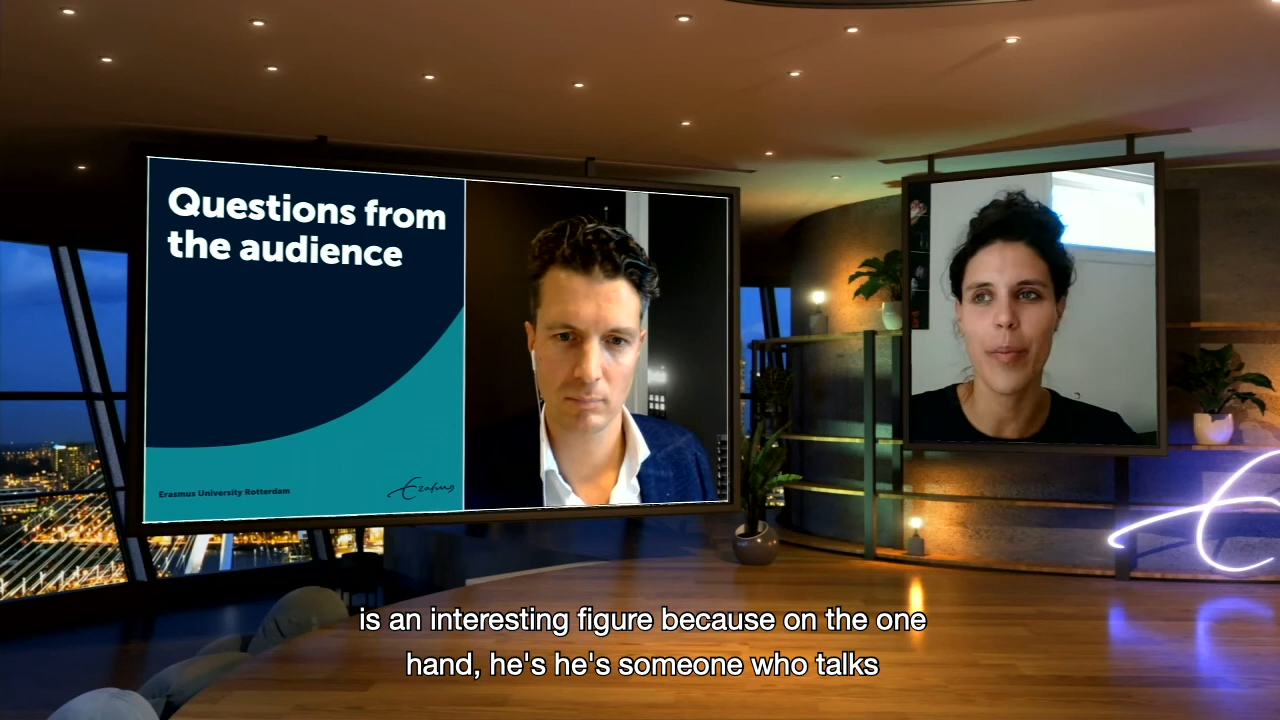 Questions from
the audience
Erasmus University Rotterdam
Erasmus
is an interesting figure because on the one
hand, he's he's someone who talks